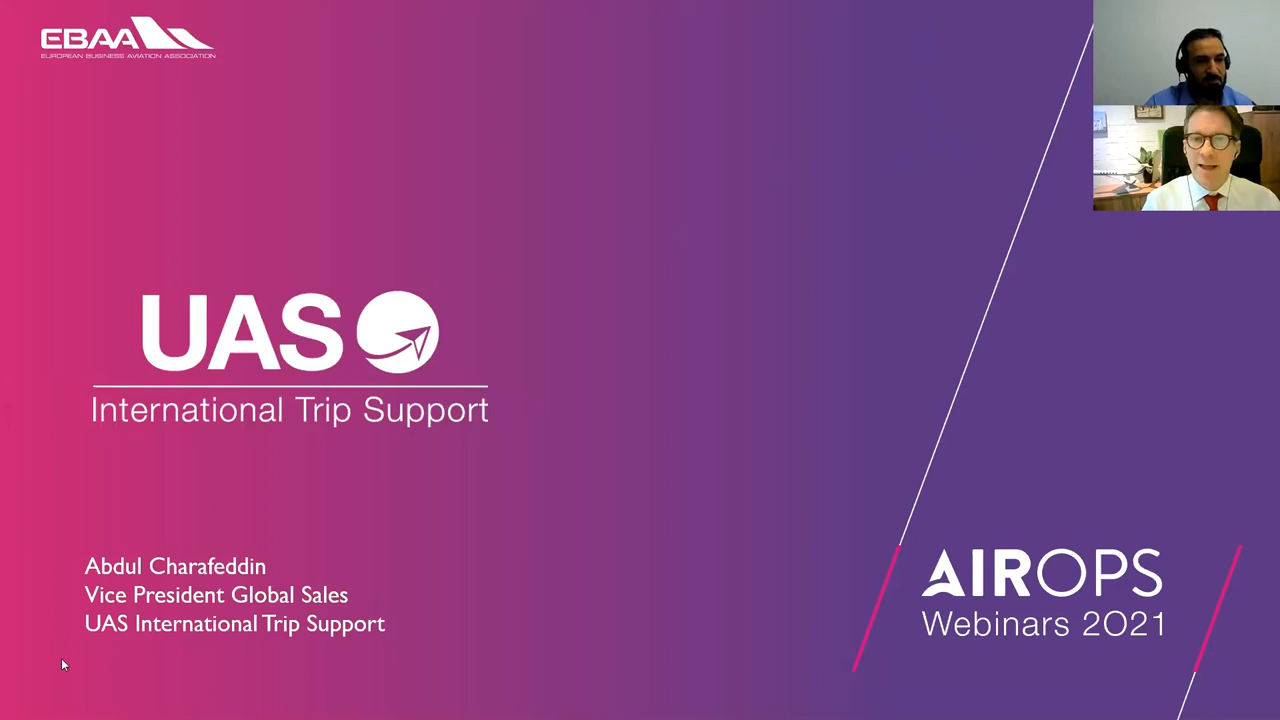 EBAA
EUROPEAN BUSINESS AVIATION ASSOCIATION
UAS
International Trip Support
Abdul Charafeddin
Vice President Global Sales
UAS International Trip Support
AIROPS
Webinars 2021